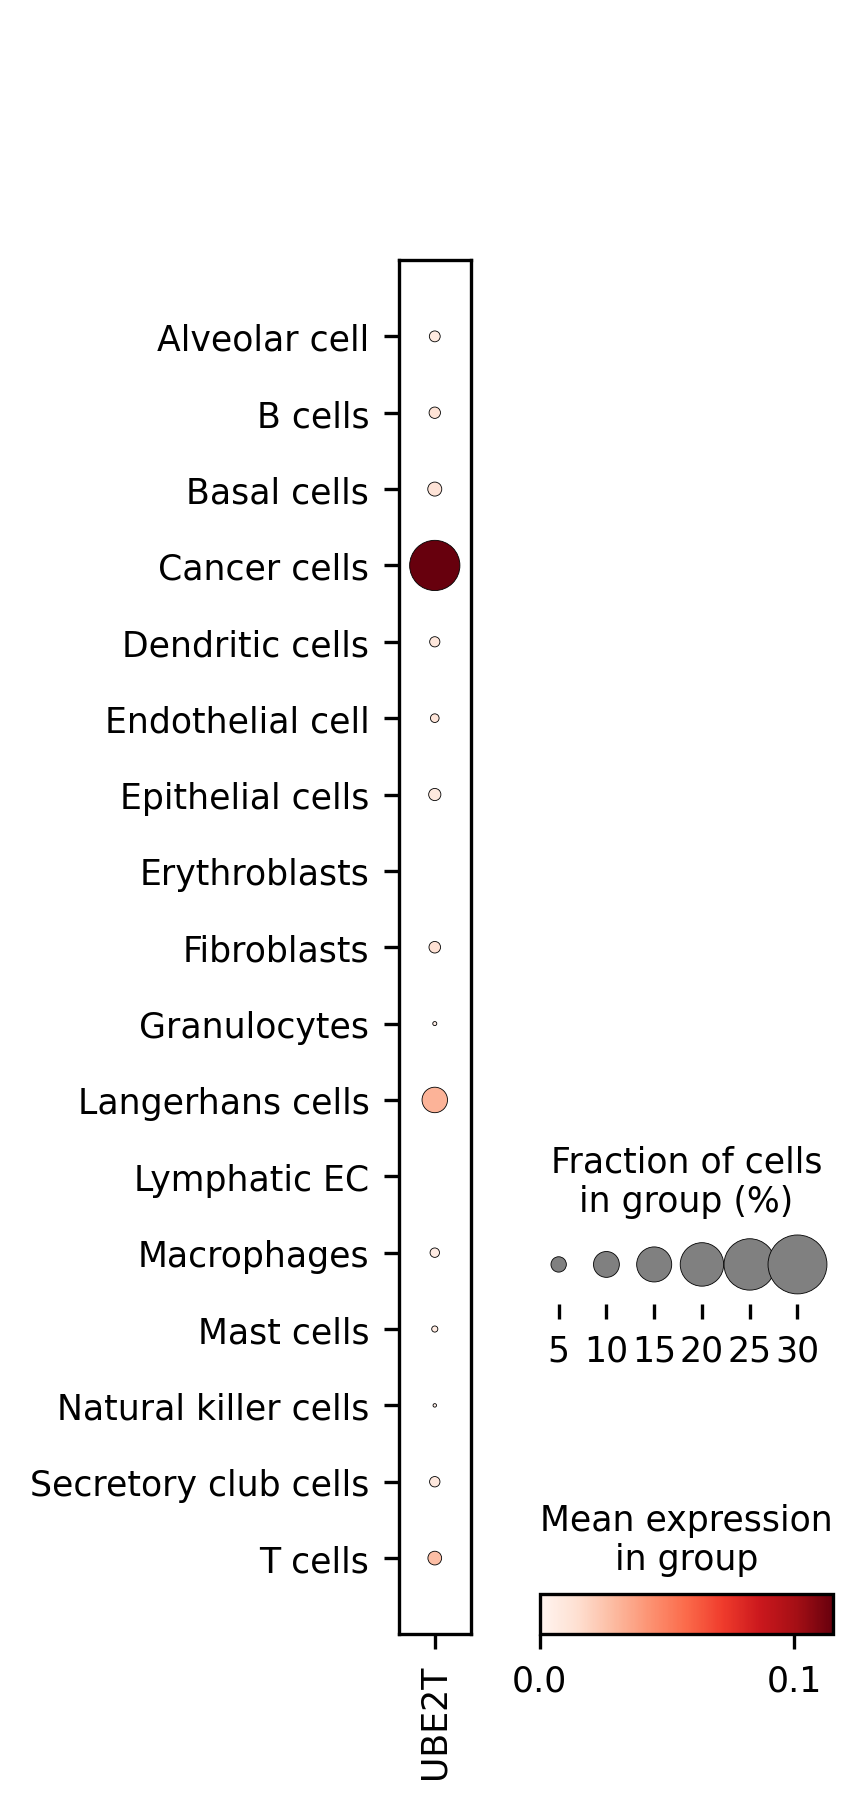 Alveolar cell
B cells
Basal cells
Cancer cells
Dendritic cells
Endothelial cell
Epithelial cells
Erythroblasts
Fibroblasts
Granulocytes
Langerhans cells
Lymphatic EC
Macrophages
Mast cells
Natural killer cells
Secretory club cells
T cells
UBE2T
Fraction of cells
in group (%)
5 10 15 20 25 30
Mean expression
in group
0.0 0.1